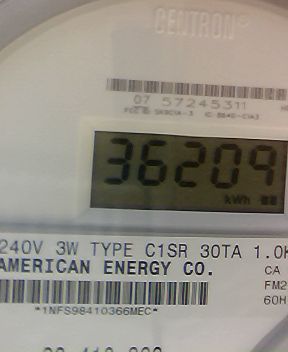 CENTRON®
07 57245311
36209
kWh
240V 3W TYPE C1SR 30TA 1.0K
AMERICAN ENERGY CO.
CA
FM2
60H
*1NFS98410366MEC*